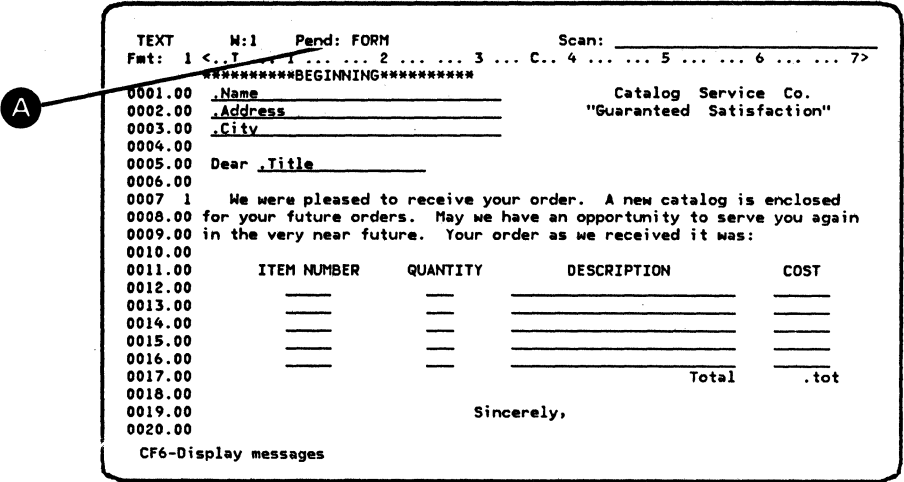 TEXT W:1 Pend: FORM Scan:
Fmt: 1 <..T ... 1 ... ... 2 ... ... 3 ... C.. 4 ... ... 5 ... ... 6 ... ... 7>
**********BEGINNING**********
A
0001.00 .Name Catalog Service Co.
0002.00 .Address "Guaranteed Satisfaction"
0003.00 .City
0004.00
0005.00 Dear .Title
0006.00
0007 1 We were pleased to receive your order. A new catalog is enclosed
0008.00 for your future orders. May we have an opportunity to serve you again
0009.00 in the very near future. Your order as we received it was:
0010.00
0011.00 ITEM NUMBER QUANTITY DESCRIPTION COST
0012.00
0013.00
0014.00
0015.00
0016.00
0017.00 Total .tot
0018.00
0019.00 Sincerely,
0020.00
CF6-Display messages